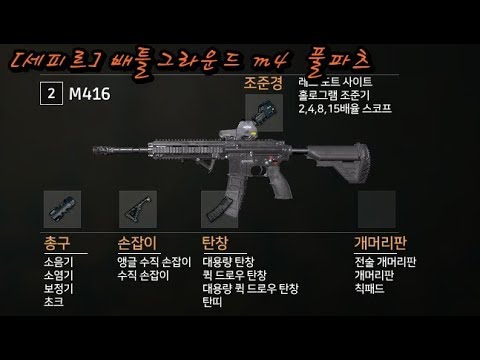 [세피르] 배틀그라운드 m4 풀파츠
2 M416
조준경
레드 도트 사이트
홀로그램 조준기
2,4,8,15배율 스코프
총구
소음기
소염기
보정기
초크
손잡이
앵글 수직 손잡이
수직 손잡이
탄창
대용량 탄창
퀵 드로우 탄창
대용량 퀵 드로우 탄창
탄띠
개머리판
전술 개머리판
개머리판
칙패드